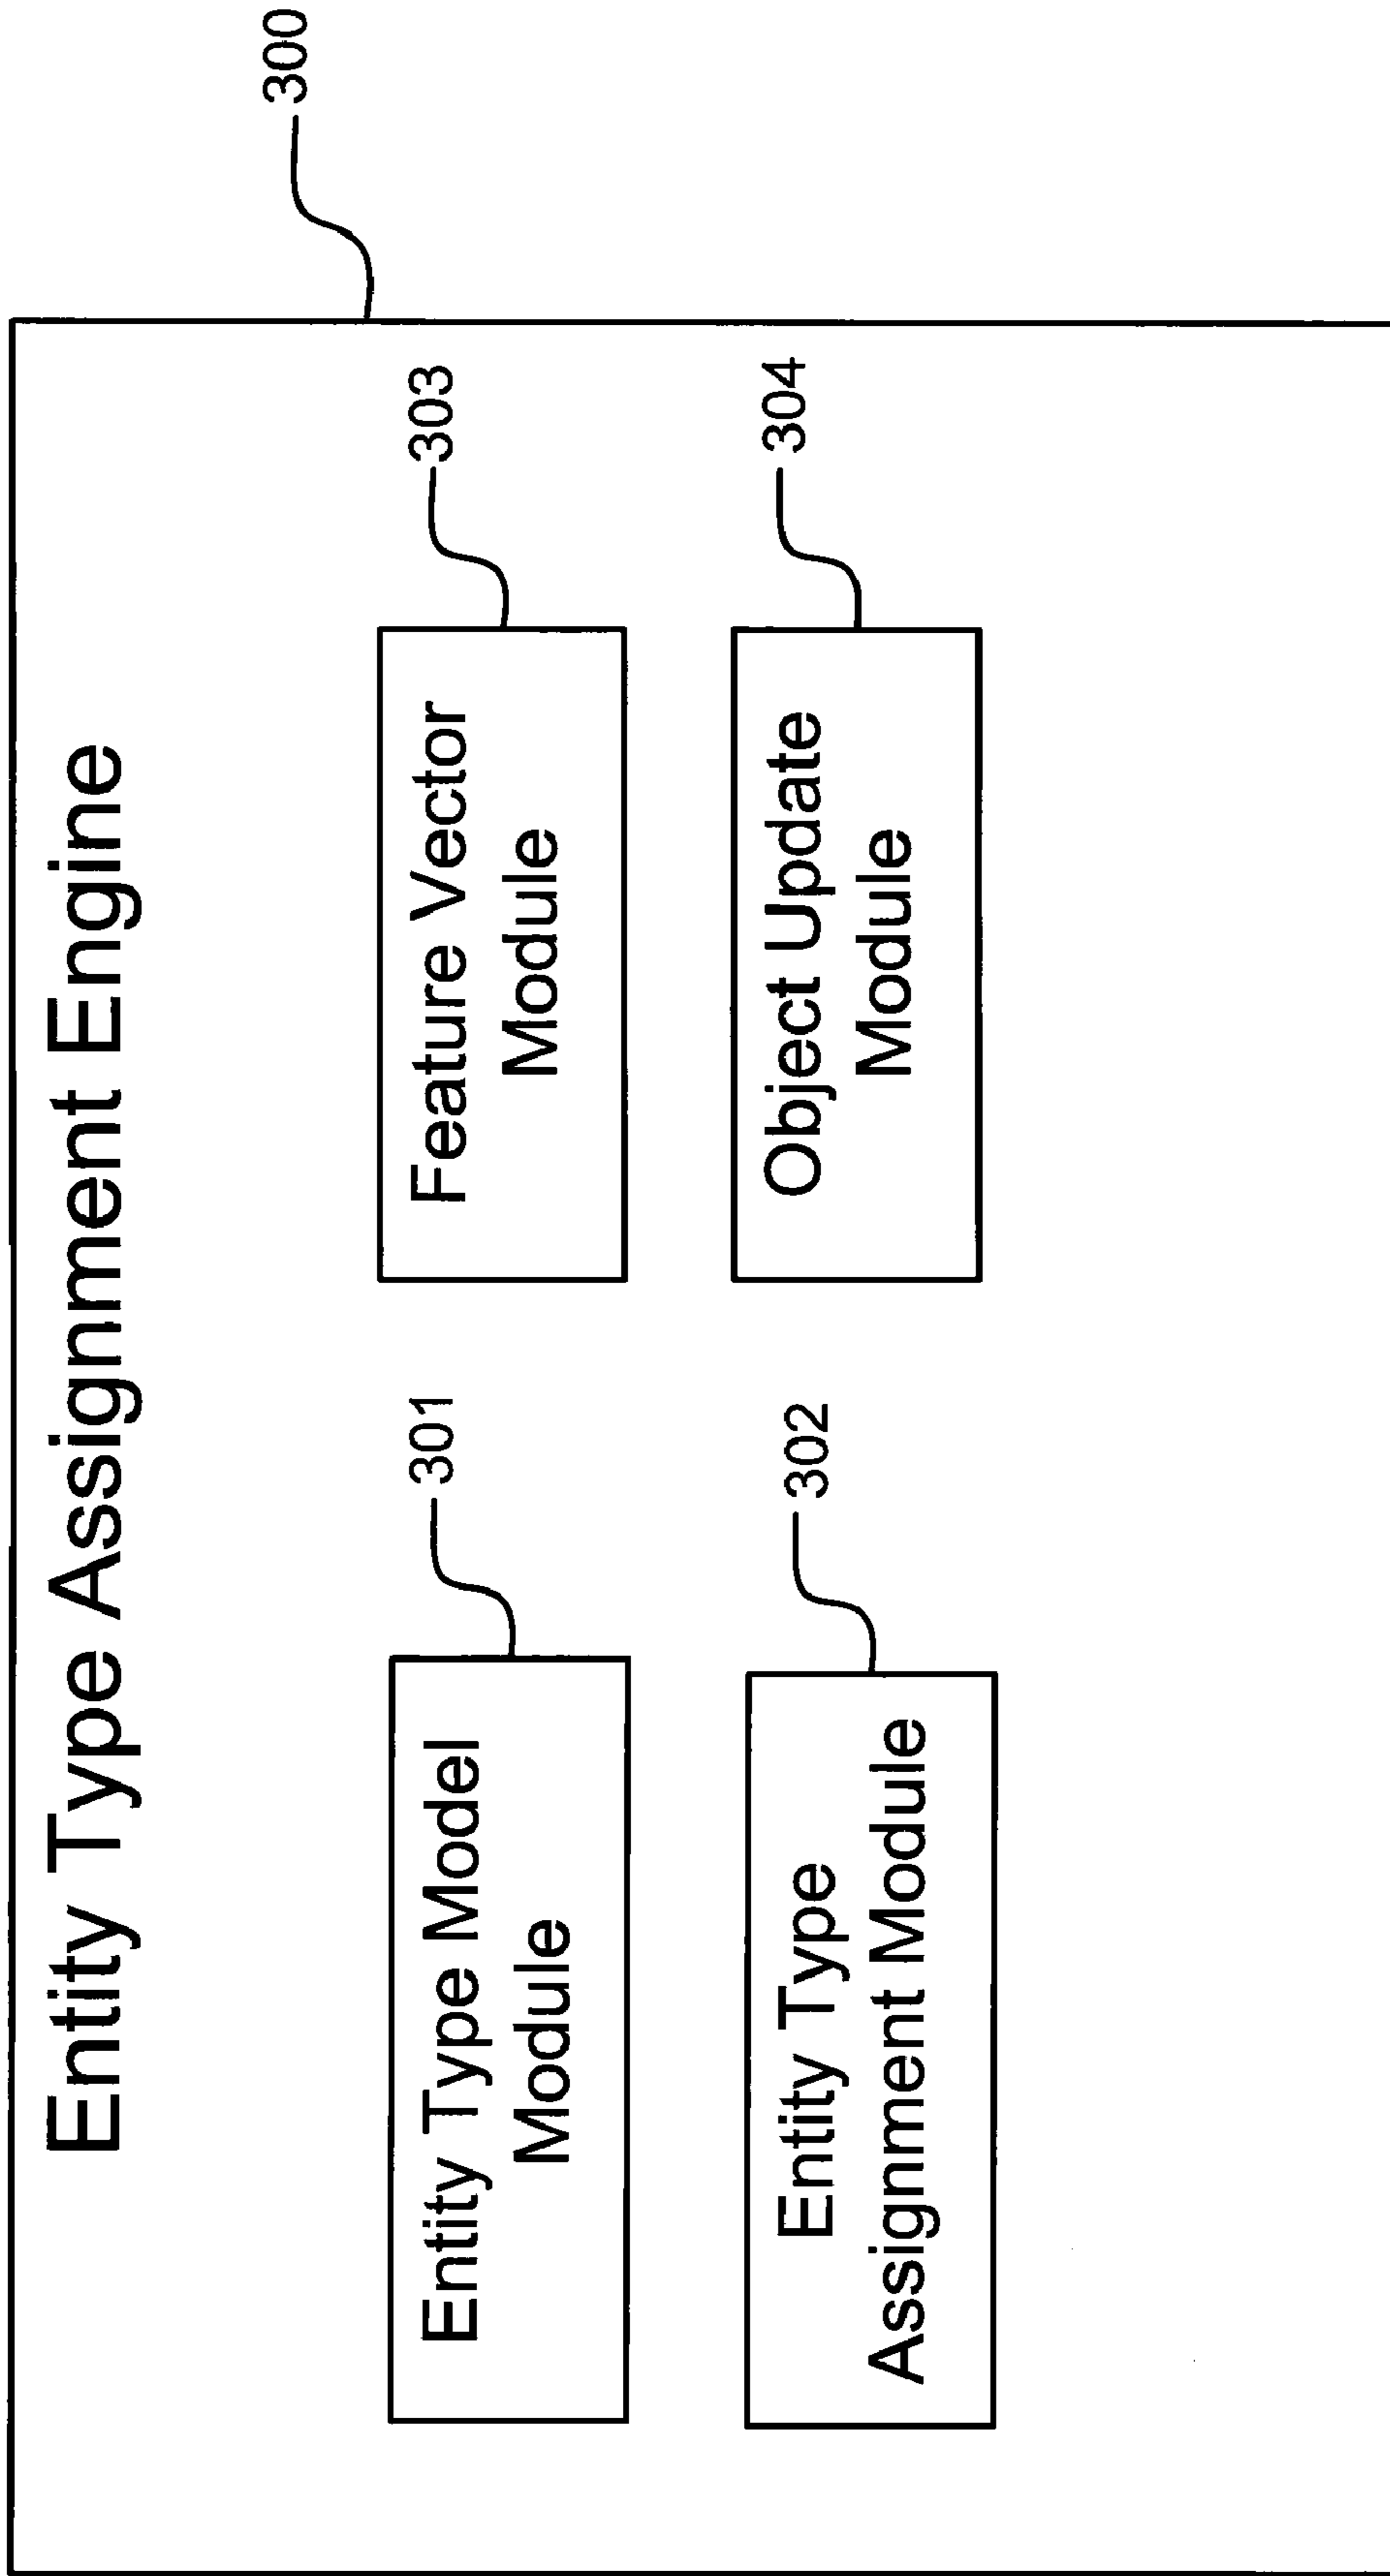 Entity Type Assignment Engine
300
Entity Type Model
Module
301
Feature Vector
Module
303
Entity Type
Assignment Module
302
Object Update
Module
304